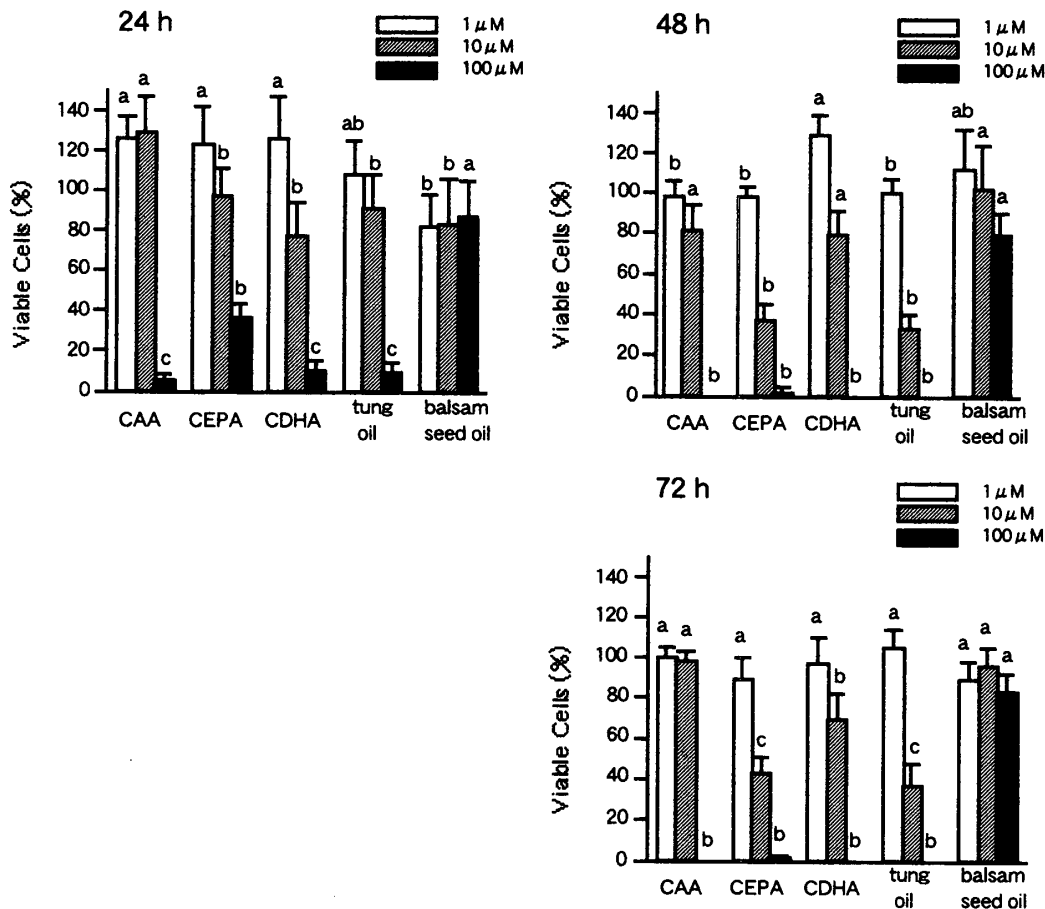 24 h
1 μM
10 μM
100 μM
a a a a ab b b b b b a
b c c c
Viable Cells (%)
140
120
100
80
60
40
20
0
CAA CEPA CDHA tung oil balsam seed oil
48 h
1 μM
10 μM
100 μM
b a b a a b ab a a
b b b b b b
Viable Cells (%)
140
120
100
80
60
40
20
0
CAA CEPA CDHA tung oil balsam seed oil
72 h
1 μM
10 μM
100 μM
a a a a a a a a
b c b b c b
Viable Cells (%)
140
120
100
80
60
40
20
0
CAA CEPA CDHA tung oil balsam seed oil